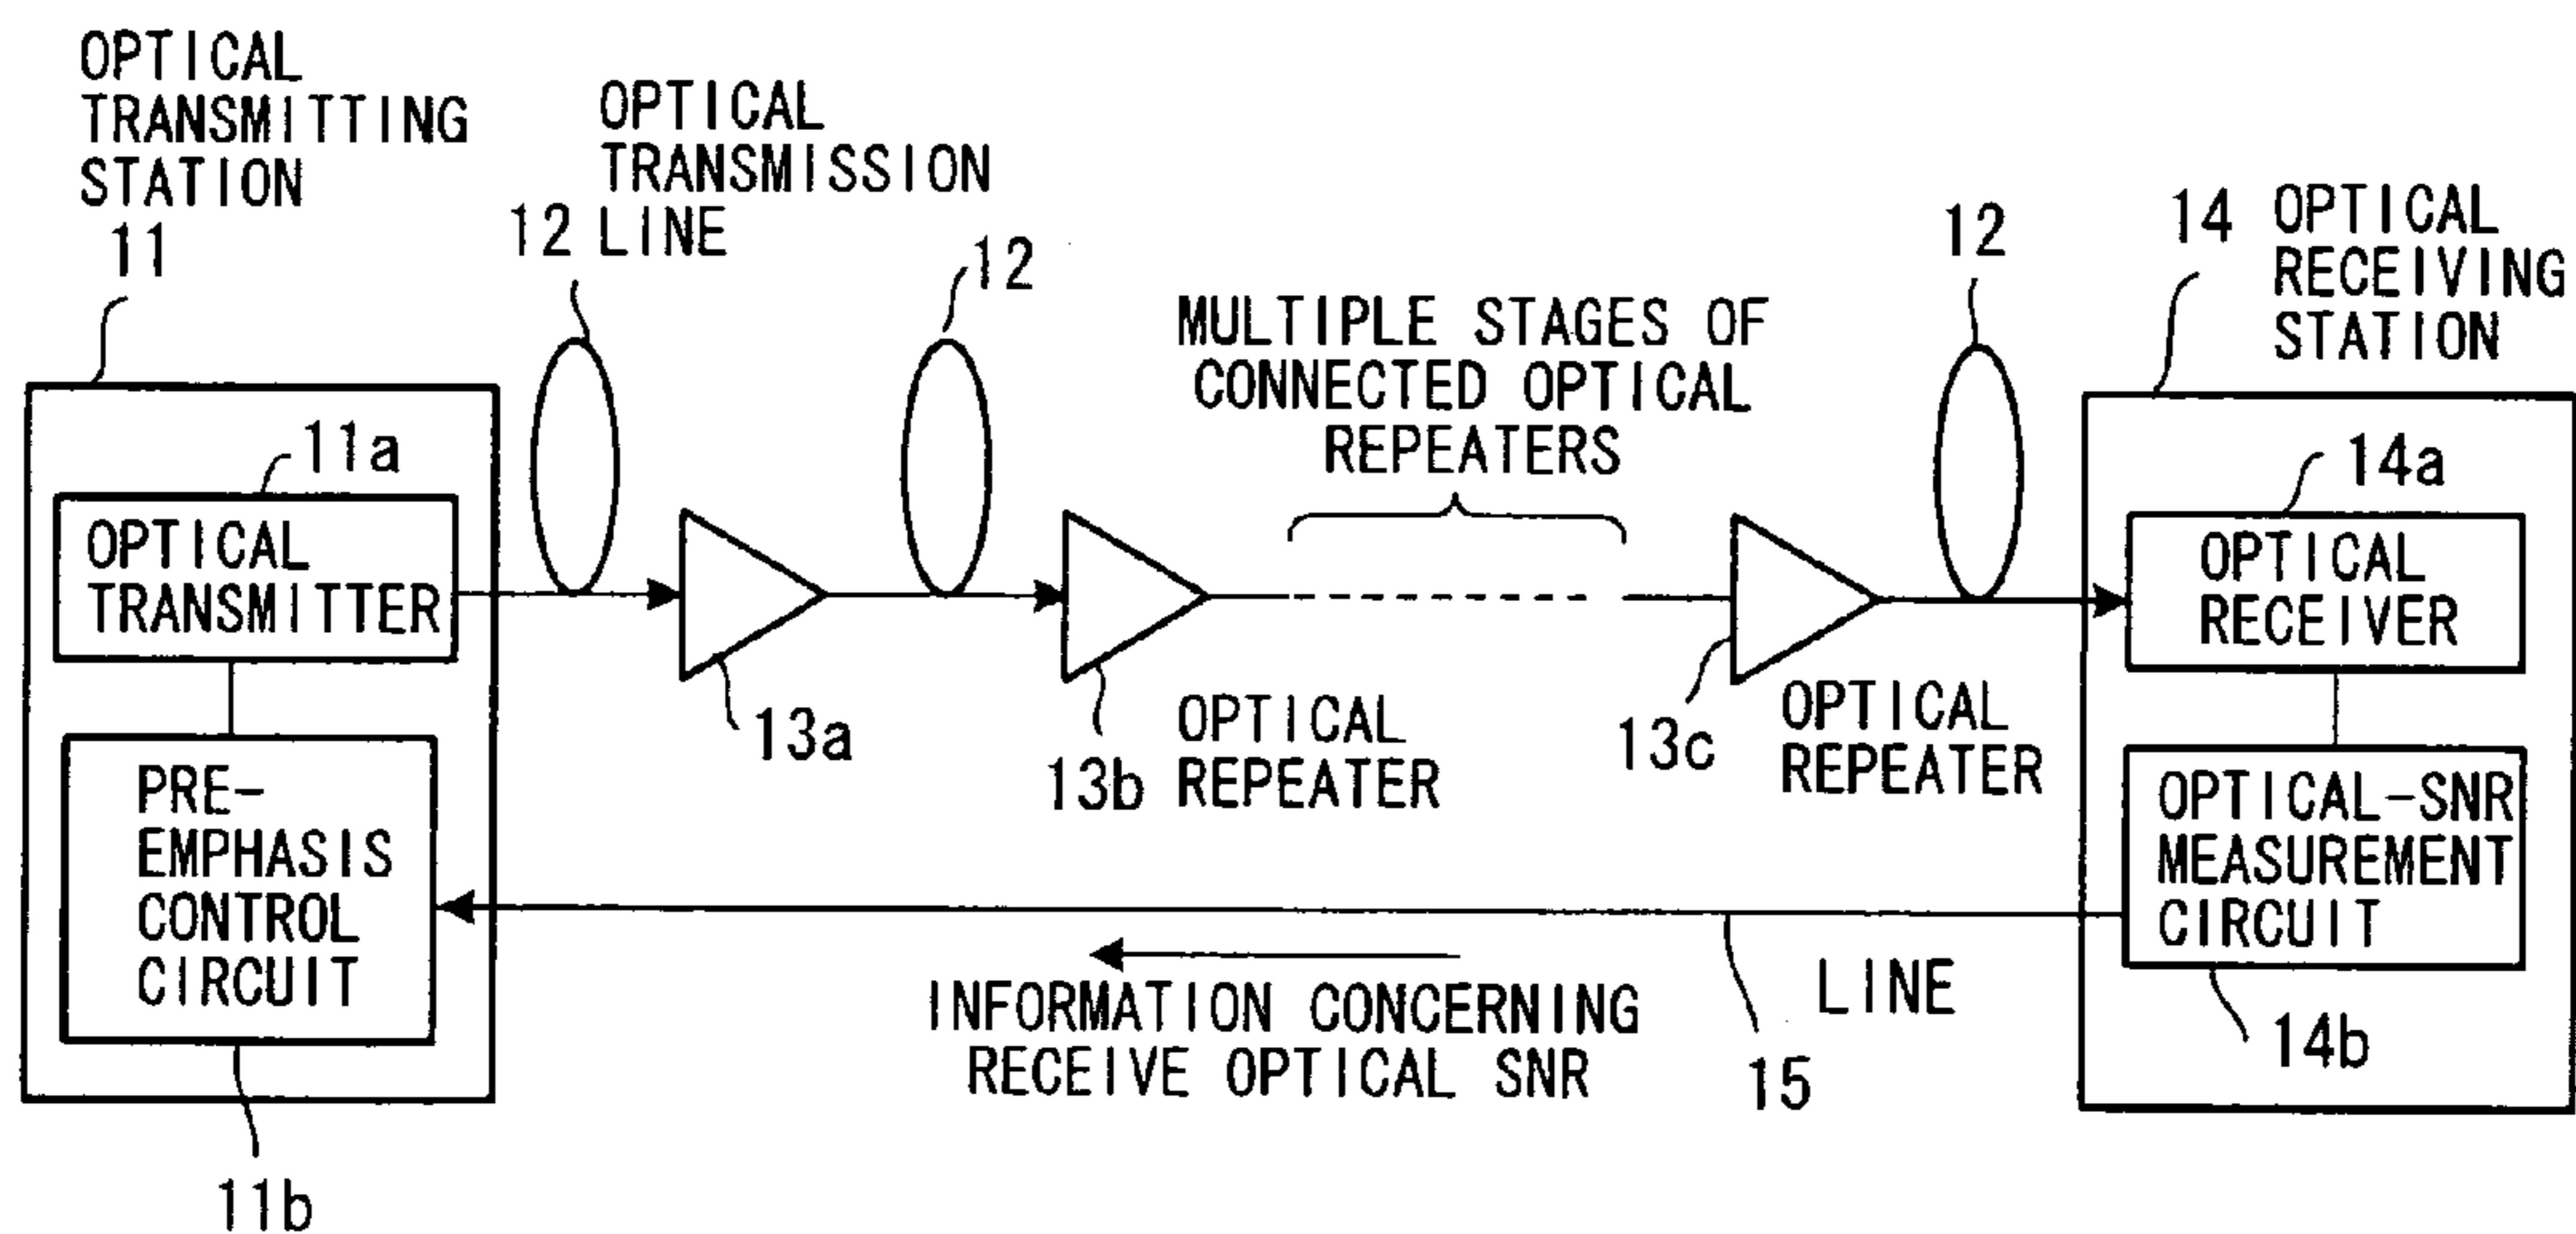 OPTICAL
TRANSMITTING
STATION
11
OPTICAL
TRANSMISSION
12 LINE
12
12
14 OPTICAL
RECEIVING
STATION
MULTIPLE STAGES OF
CONNECTED OPTICAL
REPEATERS
11a
OPTICAL
TRANSMITTER
PRE-
EMPHASIS
CONTROL
CIRCUIT
11b
13a
13b
OPTICAL
REPEATER
13c
OPTICAL
REPEATER
14a
OPTICAL
RECEIVER
OPTICAL-SNR
MEASUREMENT
CIRCUIT
14b
LINE
15
INFORMATION CONCERNING
RECEIVE OPTICAL SNR